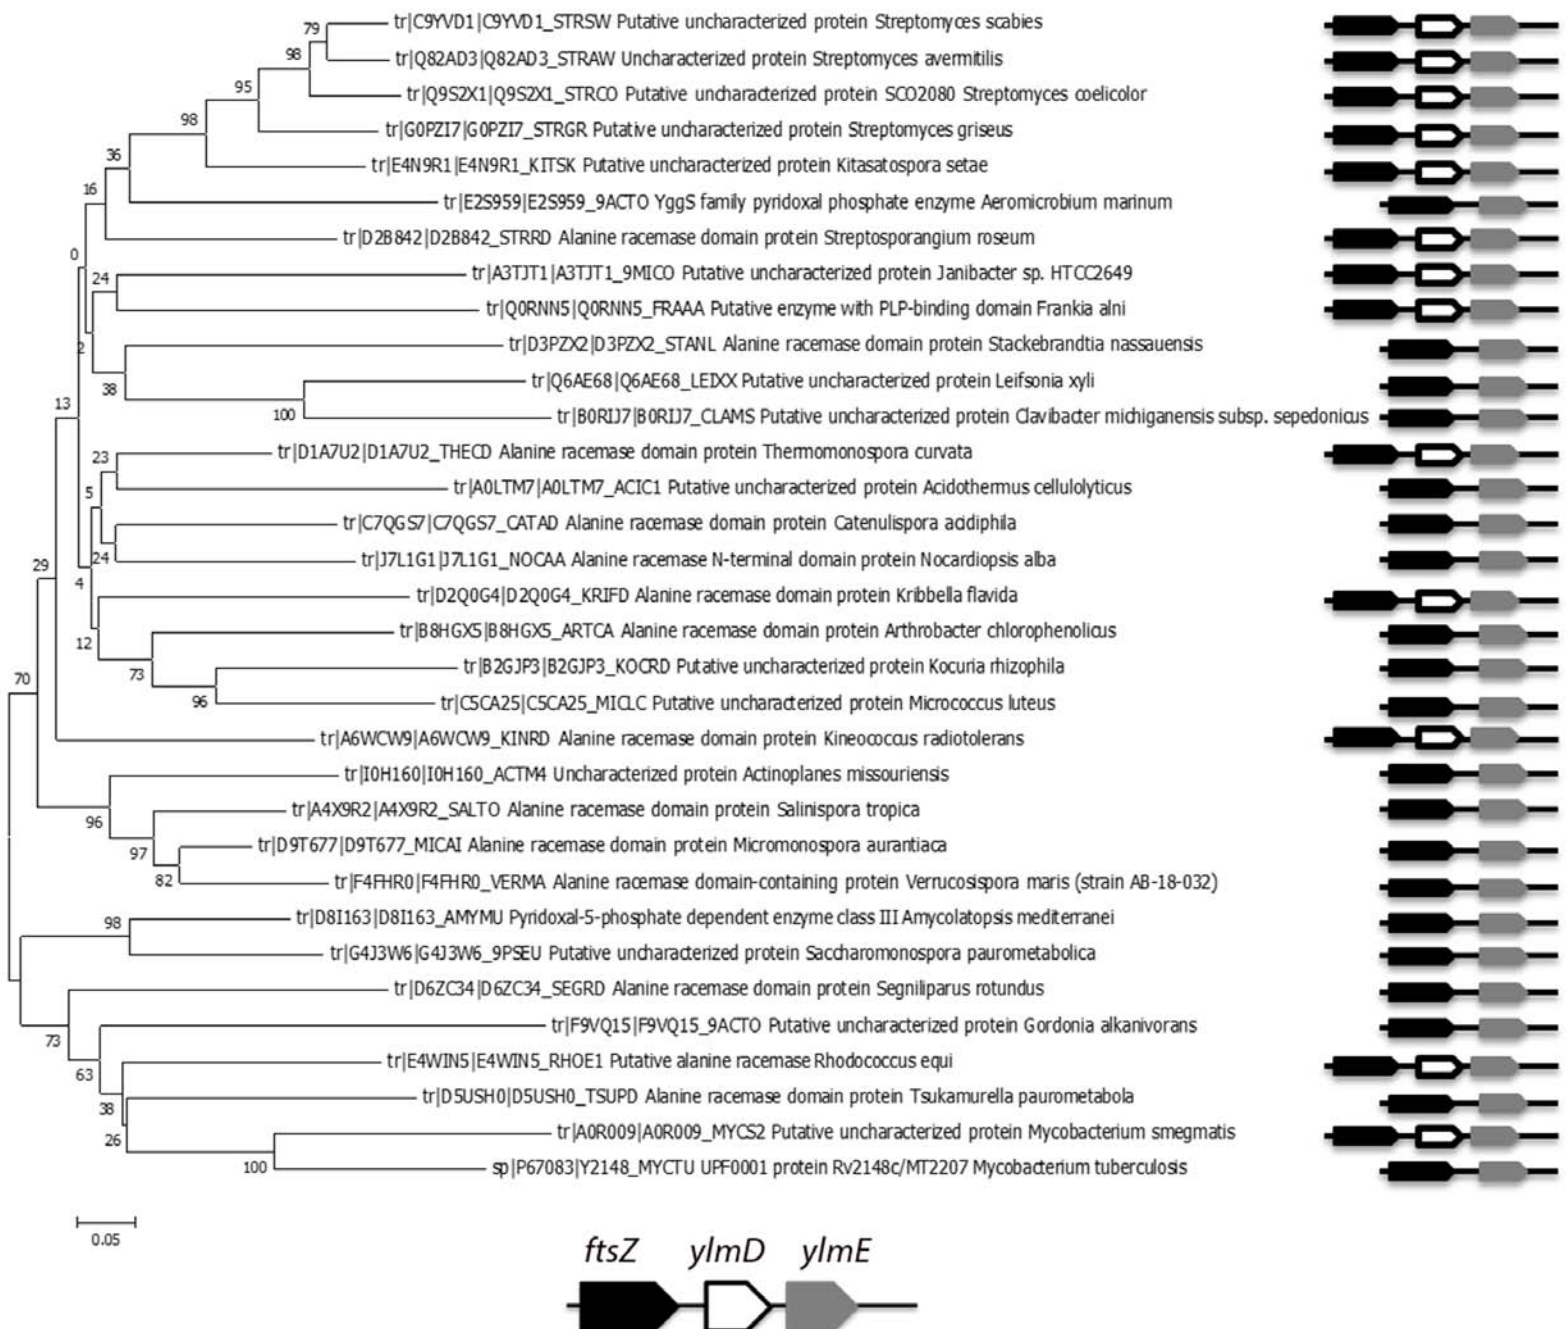 tr|C9YVD1|C9YVD1_STRSW Putative uncharacterized protein Streptomyces scabies
79
98
tr|Q82AD3|Q82AD3_STRAW Uncharacterized protein Streptomyces avermitilis
95
tr|Q9S2X1|Q9S2X1_STRCO Putative uncharacterized protein SCO2080 Streptomyces coelicolor
98
tr|G0PZI7|G0PZI7_STRGR Putative uncharacterized protein Streptomyces griseus
36
tr|E4N9R1|E4N9R1_KITSK Putative uncharacterized protein Kitasatospora setae
16
tr|E2S959|E2S959_9ACTO YggS family pyridoxal phosphate enzyme Aeromicrobium marinum
tr|D2B842|D2B842_STRRD Alanine racemase domain protein Streptosporangium roseum
0
24
tr|A3TJT1|A3TJT1_9MICO Putative uncharacterized protein Janibacter sp. HTCC2649
tr|Q0RNN5|Q0RNN5_FRAAA Putative enzyme with PLP-binding domain Frankia alni
2
tr|D3PZX2|D3PZX2_STANL Alanine racemase domain protein Stackebrandtia nassauensis
38
tr|Q6AE68|Q6AE68_LEIXX Putative uncharacterized protein Leifsonia xyli
13
100
tr|B0RIJ7|B0RIJ7_CLAMS Putative uncharacterized protein Clavibacter michiganensis subsp. sepedonicus
23
tr|D1A7U2|D1A7U2_THECD Alanine racemase domain protein Thermomonospora curvata
5
tr|A0LTM7|A0LTM7_ACIC1 Putative uncharacterized protein Acidothermus cellulolyticus
tr|C7QGS7|C7QGS7_CATAD Alanine racemase domain protein Catenulispora acidiphila
29
24
tr|J7L1G1|J7L1G1_NOCAA Alanine racemase N-terminal domain protein Nocardiopsis alba
4
tr|D2Q0G4|D2Q0G4_KRIFD Alanine racemase domain protein Kribbella flavida
12
tr|B8HGX5|B8HGX5_ARTCA Alanine racemase domain protein Arthrobacter chlorophenolicus
73
tr|B2GJP3|B2GJP3_KOCRD Putative uncharacterized protein Kocuria rhizophila
70
96
tr|C5CA25|C5CA25_MICLC Putative uncharacterized protein Micrococcus luteus
tr|A6WCW9|A6WCW9_KINRD Alanine racemase domain protein Kineococcus radiotolerans
tr|I0H160|I0H160_ACTM4 Uncharacterized protein Actinoplanes missouriensis
96
tr|A4X9R2|A4X9R2_SALTO Alanine racemase domain protein Salinispora tropica
97
tr|D9T677|D9T677_MICAI Alanine racemase domain protein Micromonospora aurantiaca
82
tr|F4FHR0|F4FHR0_VERMA Alanine racemase domain-containing protein Verrucosispora maris (strain AB-18-032)
98
tr|D8I163|D8I163_AMYMU Pyridoxal-5-phosphate dependent enzyme class III Amycolatopsis mediterranei
tr|G4J3W6|G4J3W6_9PSEU Putative uncharacterized protein Saccharomonospora paurometabolica
tr|D6ZC34|D6ZC34_SEGRD Alanine racemase domain protein Segniliparus rotundus
73
tr|F9VQ15|F9VQ15_9ACTO Putative uncharacterized protein Gordonia alkanivorans
63
tr|E4WIN5|E4WIN5_RHOE1 Putative alanine racemase Rhodococcus equi
38
tr|D5USH0|D5USH0_TSUPD Alanine racemase domain protein Tsukamurella paurometabola
26
tr|A0R009|A0R009_MYCS2 Putative uncharacterized protein Mycobacterium smegmatis
100
sp|P67083|Y2148_MYCTU UPF0001 protein Rv2148c/MT2207 Mycobacterium tuberculosis
0.05
ftsZ ylmD ylmE